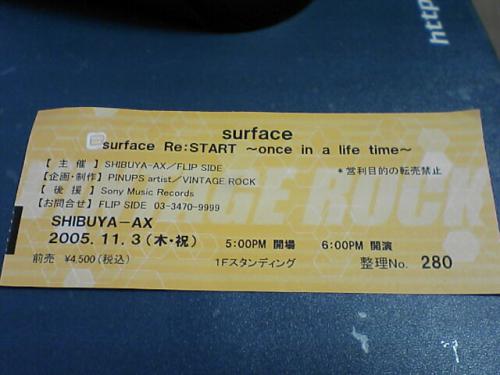 http
surface
surface Re:START ～once in a life time～
【 主 催 】 SHIBUYA-AX／FLIP SIDE
＊営利目的の転売禁止
【企画・制作】 PINUPS artist／VINTAGE ROCK
【 後 援 】 Sony Music Records
【お問合せ】 FLIP SIDE 03-3470-9999
VINTAGE ROCK
SHIBUYA－AX
2005. 11. 3 (木・祝) 5:00PM 開場 6:00PM 開演
前売 ¥4,500(税込) 1Fスタンディング 整理No. 280